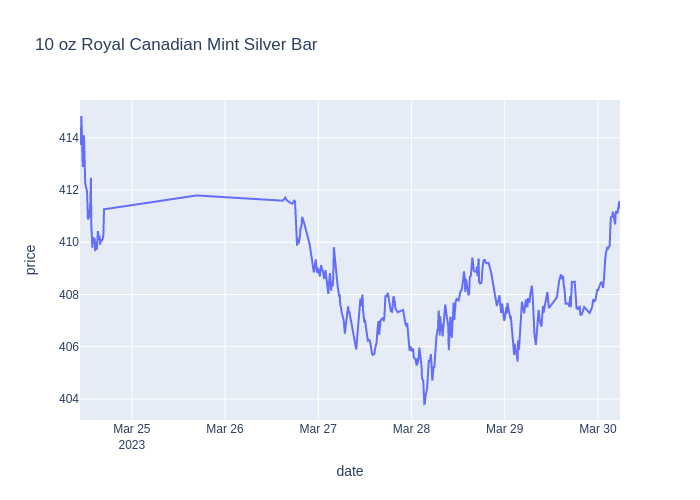 10 oz Royal Canadian Mint Silver Bar
price
414
412
410
408
406
404
Mar 25
2023
Mar 26
Mar 27
Mar 28
Mar 29
Mar 30
date